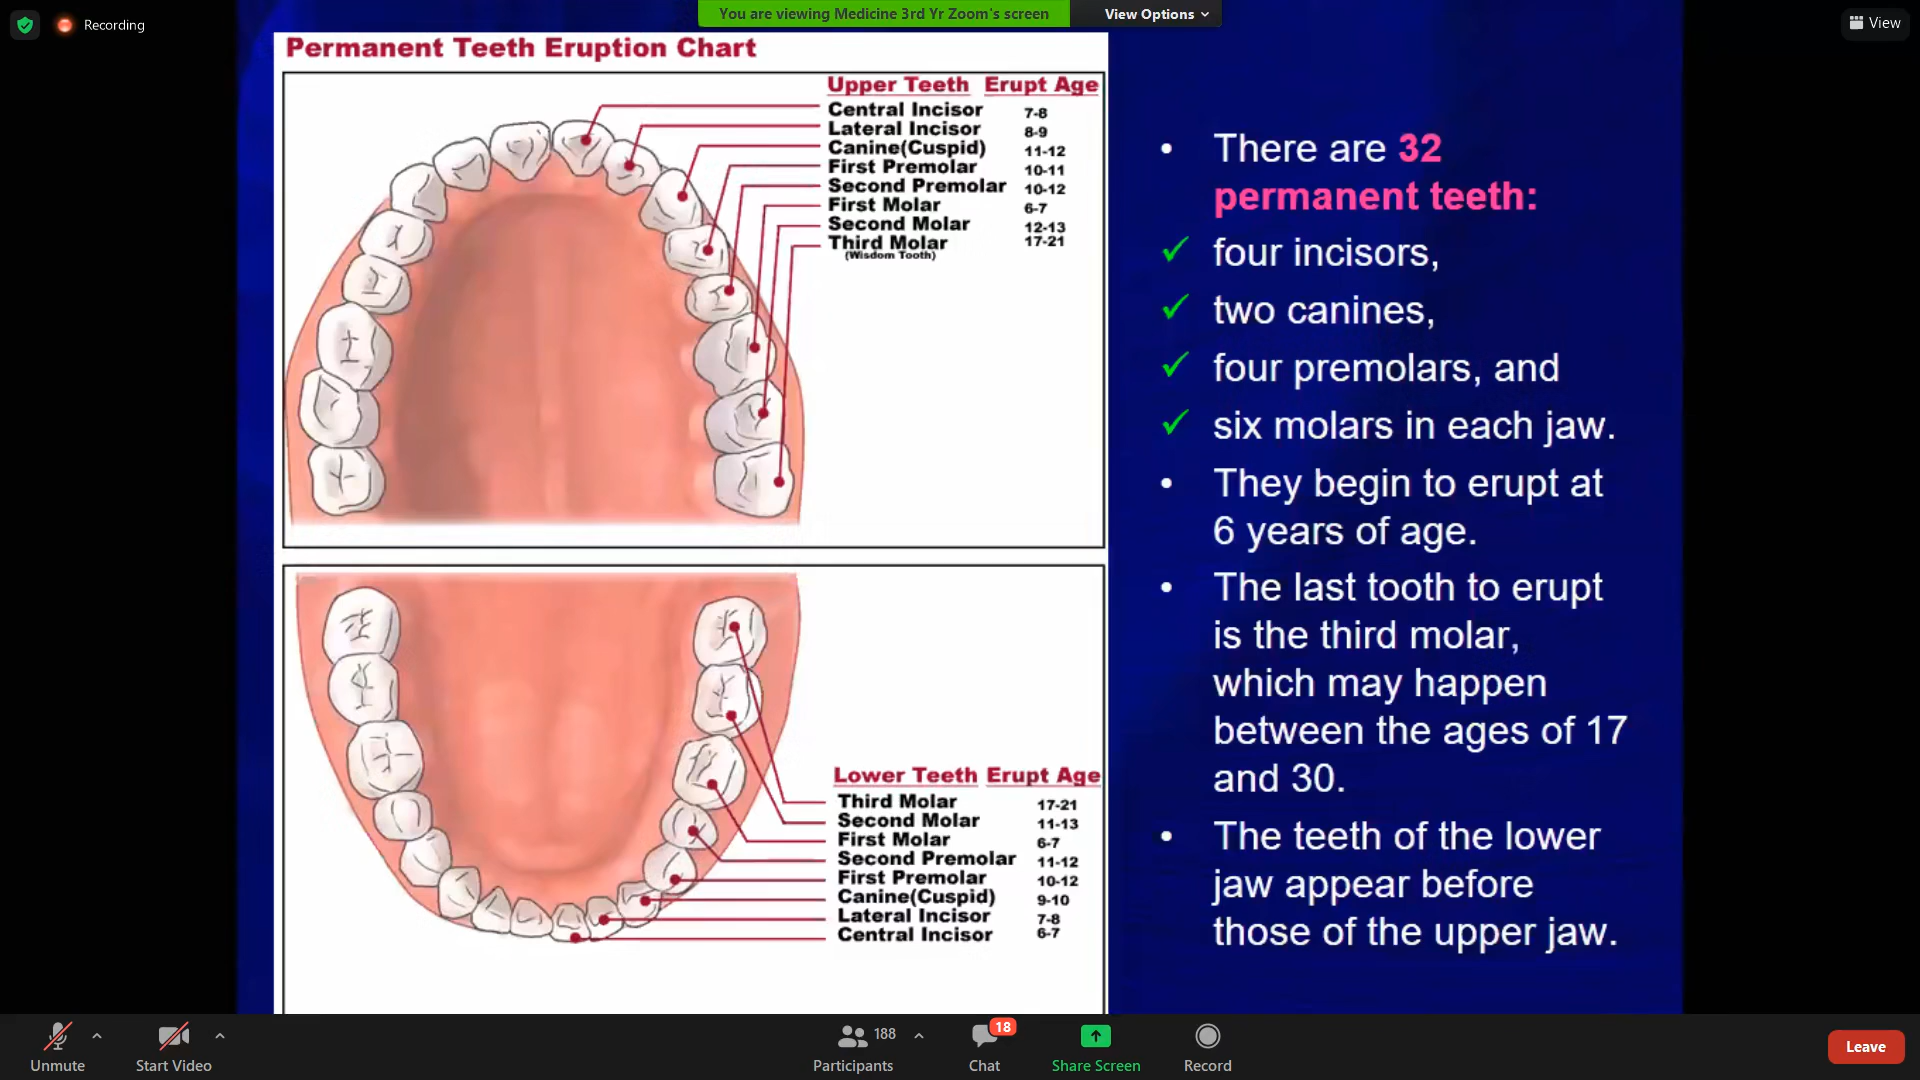 Recording
You are viewing Medicine 3rd Yr Zoom's screen
View Options
View
Permanent Teeth Eruption Chart
Upper Teeth Erupt Age
Central Incisor 7-8
Lateral Incisor 8-9
Canine(Cuspid) 11-12
First Premolar 10-11
Second Premolar 10-12
First Molar 6-7
Second Molar 12-13
Third Molar 17-21
(Wisdom Tooth)
Lower Teeth Erupt Age
Third Molar 17-21
Second Molar 11-13
First Molar 6-7
Second Premolar 11-12
First Premolar 10-12
Canine(Cuspid) 9-10
Lateral Incisor 7-8
Central Incisor 6-7
• There are 32
permanent teeth:
✓ four incisors,
✓ two canines,
✓ four premolars, and
✓ six molars in each jaw.
• They begin to erupt at
6 years of age.
• The last tooth to erupt
is the third molar,
which may happen
between the ages of 17
and 30.
• The teeth of the lower
jaw appear before
those of the upper jaw.
Unmute
Start Video
188
Participants
18
Chat
Share Screen
Record
Leave